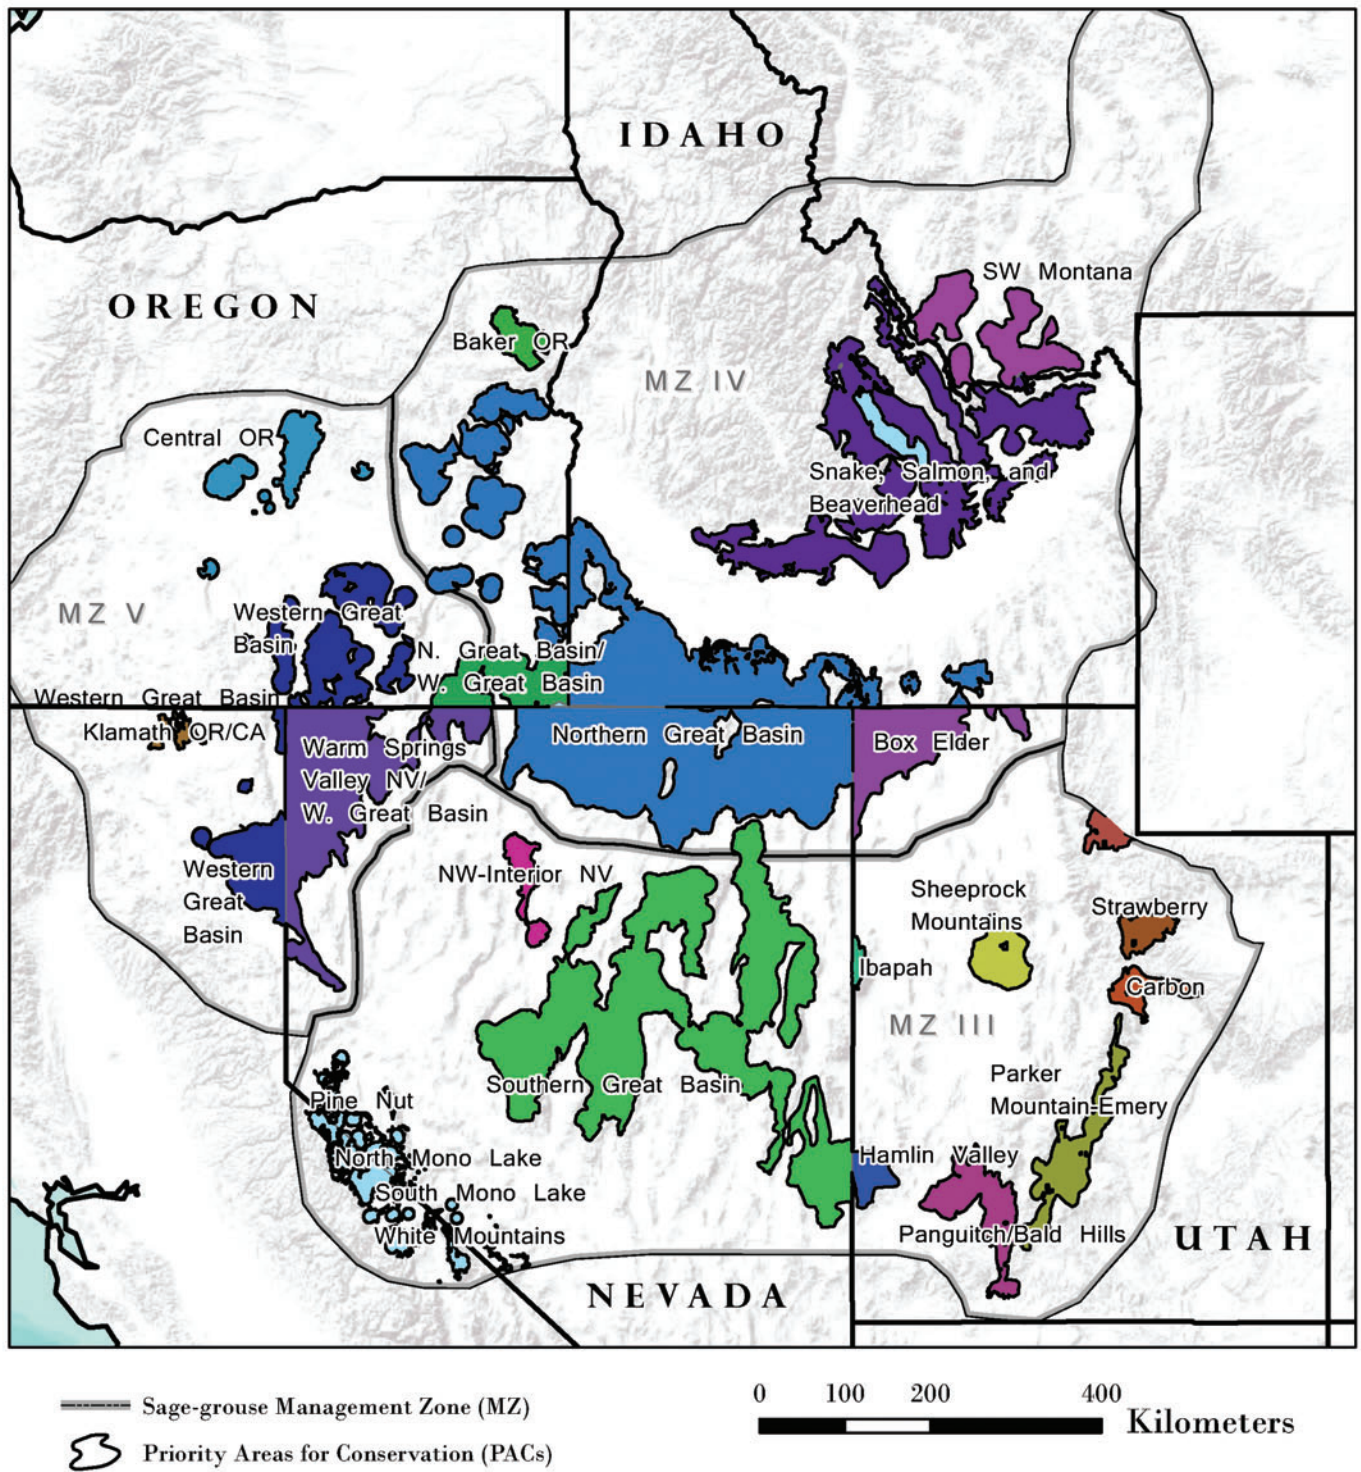 IDAHO
SW Montana
OREGON
Baker OR
MZ IV
Central OR
Snake, Salmon, and
Beaverhead
MZ V
Western Great
Basin
N. Great Basin/
W. Great Basin
Western Great Basin
Klamath OR/CA
Warm Springs
Valley NV/
W. Great Basin
Northern Great Basin
Box Elder
Western
Great
Basin
NW-Interior NV
Sheeprock
Mountains
Strawberry
Ibapah
Carbon
MZ III
Southern Great Basin
Parker
Mountain-Emery
Pine Nut
North Mono Lake
South Mono Lake
White Mountains
Hamlin Valley
Panguitch/Bald Hills
UTAH
NEVADA
Sage-grouse Management Zone (MZ)
Priority Areas for Conservation (PACs)
0 100 200 400
Kilometers